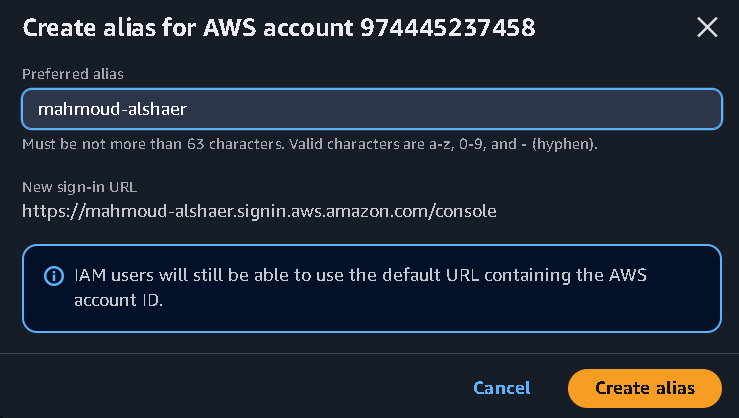 Create alias for AWS account 974445237458
Preferred alias
mahmoud-alshaer
Must be not more than 63 characters. Valid characters are a-z, 0-9, and - (hyphen).
New sign-in URL
https://mahmoud-alshaer.signin.aws.amazon.com/console
IAM users will still be able to use the default URL containing the AWS
account ID.
Cancel
Create alias